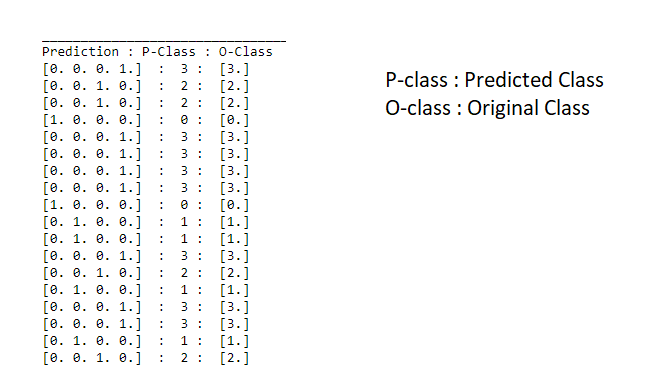 Prediction : P-Class : O-Class
[0. 0. 0. 1.] : 3 : [3.]
[0. 0. 1. 0.] : 2 : [2.]
[0. 0. 1. 0.] : 2 : [2.]
[1. 0. 0. 0.] : 0 : [0.]
[0. 0. 0. 1.] : 3 : [3.]
[0. 0. 0. 1.] : 3 : [3.]
[0. 0. 0. 1.] : 3 : [3.]
[0. 0. 0. 1.] : 3 : [3.]
[1. 0. 0. 0.] : 0 : [0.]
[0. 1. 0. 0.] : 1 : [1.]
[0. 1. 0. 0.] : 1 : [1.]
[0. 0. 0. 1.] : 3 : [3.]
[0. 0. 1. 0.] : 2 : [2.]
[0. 1. 0. 0.] : 1 : [1.]
[0. 0. 0. 1.] : 3 : [3.]
[0. 0. 0. 1.] : 3 : [3.]
[0. 1. 0. 0.] : 1 : [1.]
[0. 0. 1. 0.] : 2 : [2.]
P-class : Predicted Class
O-class : Original Class